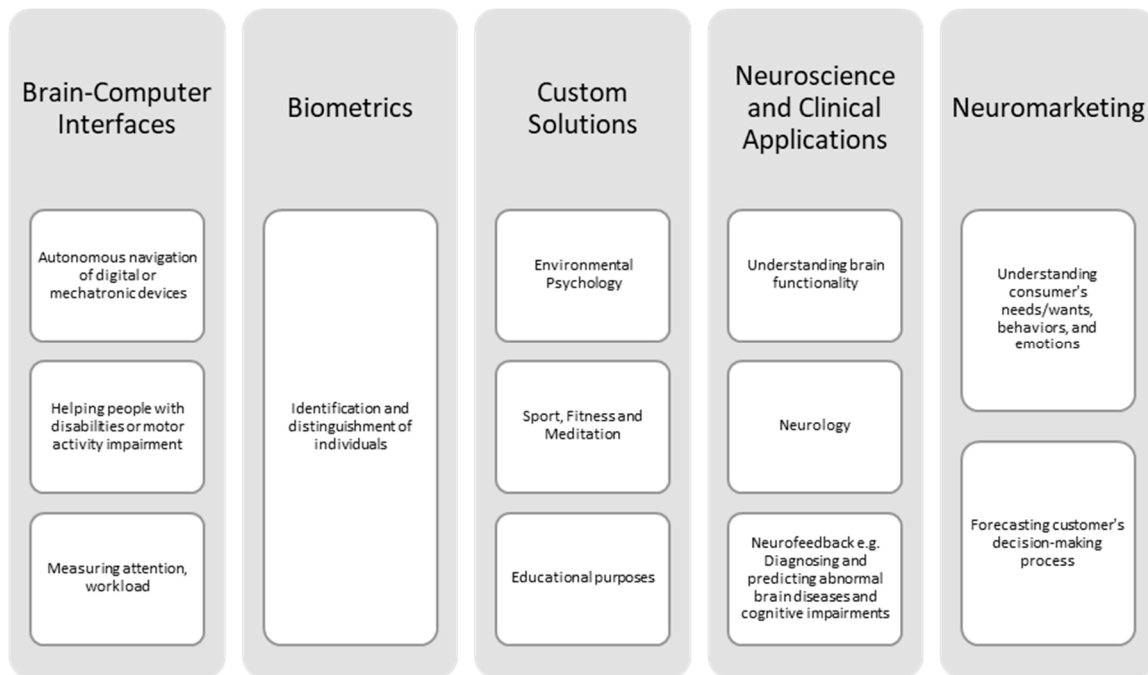 Brain-Computer
Interfaces
Autonomous navigation
of digital or
mechatronic devices
Helping people with
disabilities or motor
activity impairment
Measuring attention,
workload
Biometrics
Identification and
distinguishment of
individuals
Custom
Solutions
Environmental
Psychology
Sport, Fitness and
Meditation
Educational purposes
Neuroscience
and Clinical
Applications
Understanding brain
functionality
Neurology
Neurofeedback e.g.
Diagnosing and
predicting abnormal
brain diseases and
cognitive impairments
Neuromarketing
Understanding
consumer's
needs/wants,
behaviors, and
emotions
Forecasting customer's
decision-making
process